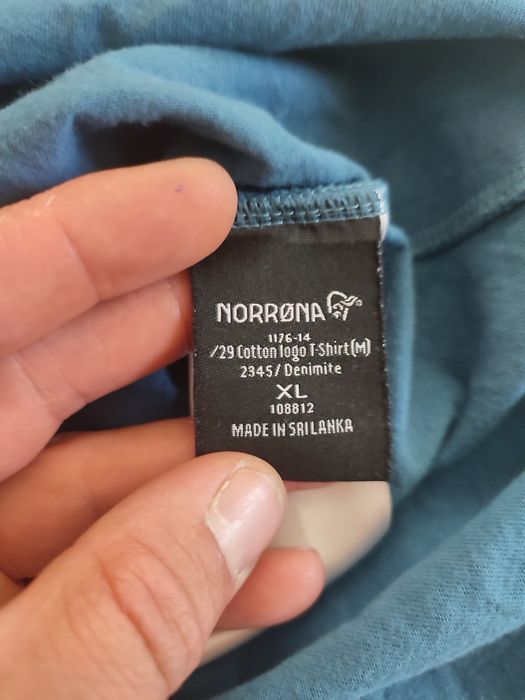 NORRØNA
1176-14
/29 Cotton logo T-Shirt (M)
2345/ Denimite
XL
108812
MADE IN SRI LANKA